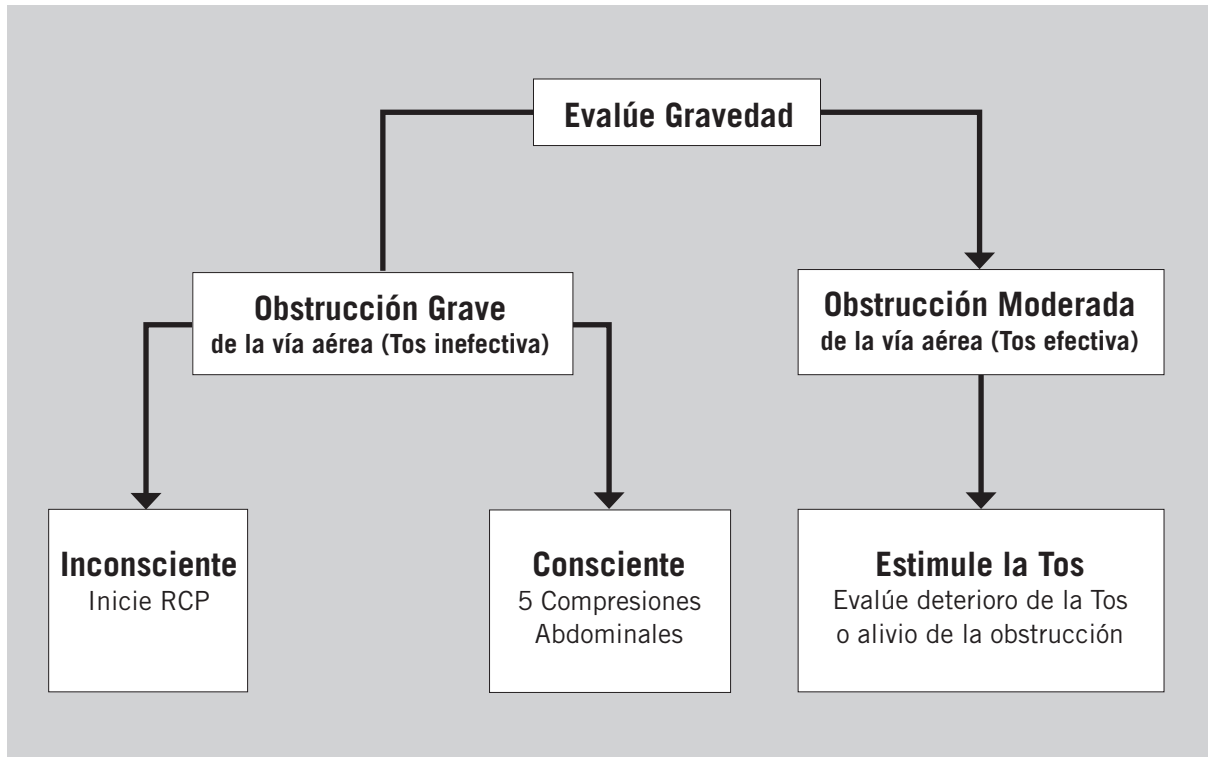 Evalúe Gravedad
Obstrucción Grave
de la vía aérea (Tos inefectiva)
Obstrucción Moderada
de la vía aérea (Tos efectiva)
Inconsciente
Inicie RCP
Consciente
5 Compresiones
Abdominales
Estimule la Tos
Evalúe deterioro de la Tos
o alivio de la obstrucción